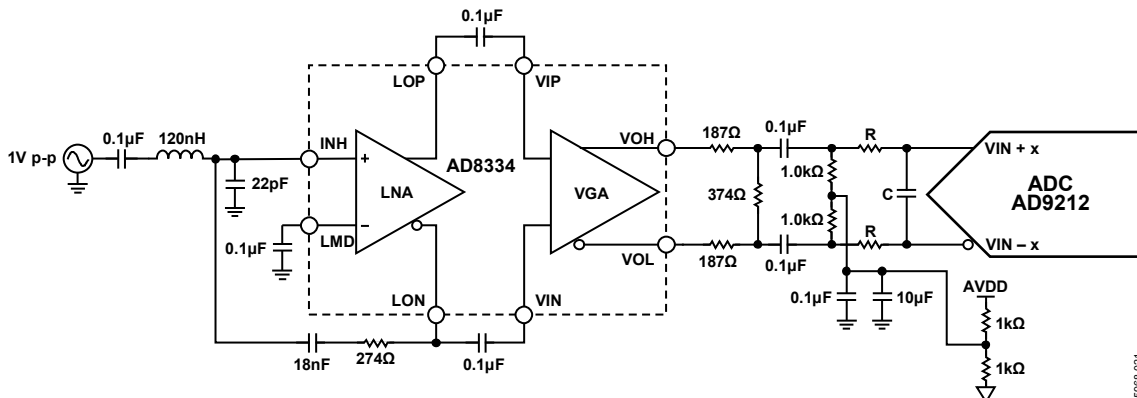 0.1µF
LOP
VIP
0.1µF
120nH
1V p-p
INH
22pF
LNA
AD8334
VGA
VOH
187Ω
0.1µF
R
1.0kΩ
374Ω
1.0kΩ
C
VIN + x
ADC
AD9212
VIN – x
0.1µF
LMD
VOL
187Ω
0.1µF
R
LON
VIN
18nF
274Ω
0.1µF
0.1µF
10µF
AVDD
1kΩ
1kΩ